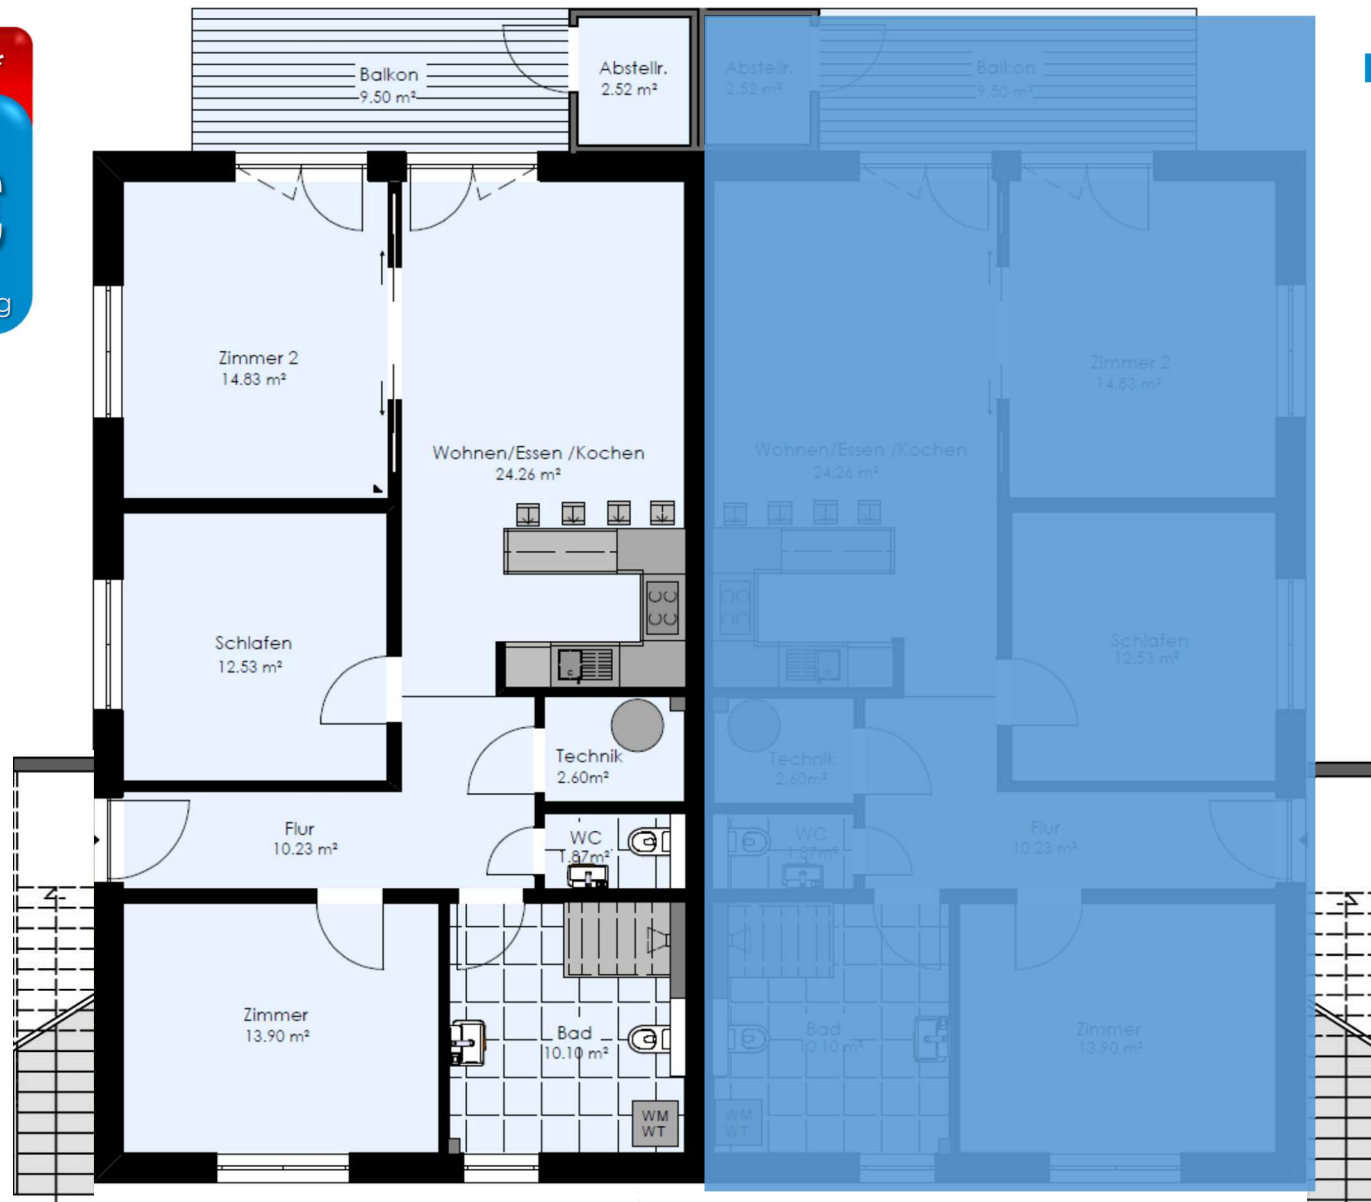 g
Balkon
9.50 m²
Abstellr.
2.52 m²
Abstellr.
2.52 m²
Balkon
9.50 m²
Zimmer 2
14.83 m²
Zimmer 2
14.83 m²
Wohnen/Essen /Kochen
24.26 m²
Wohnen/Essen /Kochen
24.26 m²
Schlafen
12.53 m²
Schlafen
12.53 m²
Technik
2.60m²
Technik
2.60m²
Flur
10.23 m²
WC
1.87m²
WC
1.87m²
Flur
10.23 m²
Zimmer
13.90 m²
Bad
10.10 m²
Bad
10.10 m²
Zimmer
13.90 m²
WM
WT
WM
WT